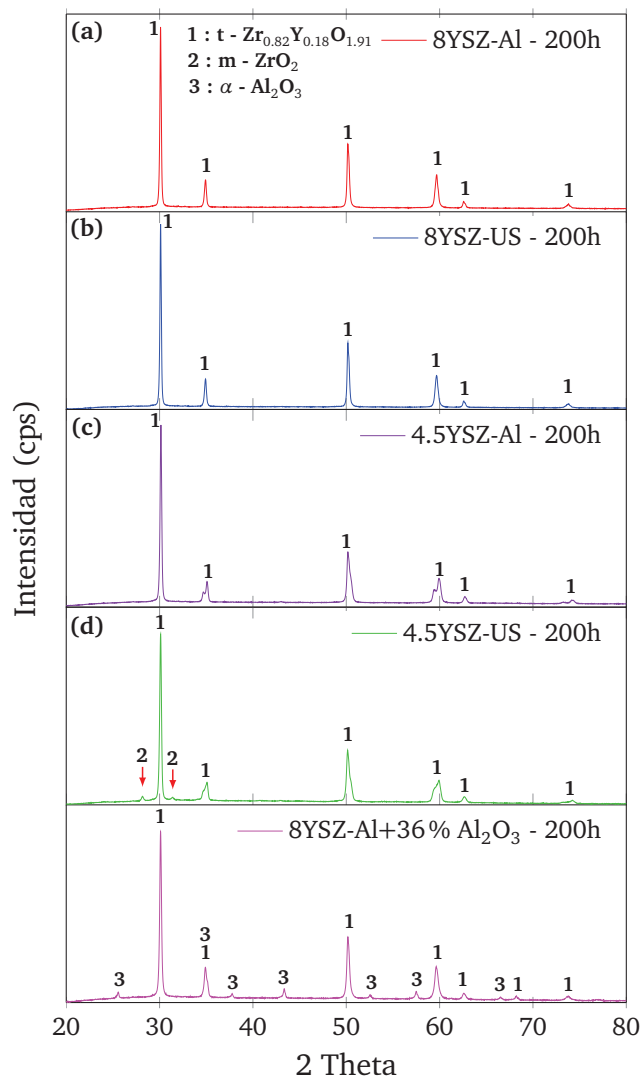 (a) 1 8YSZ-Al - 200h
1 : t - Zr0.82Y0.18O1.91
2 : m - ZrO2
3 : α - Al2O3
1 1 1 1 1
(b) 1 8YSZ-US - 200h
1 1 1 1 1
(c) 1 4.5YSZ-Al - 200h
1 1 1 1 1
(d) 1 4.5YSZ-US - 200h
2 2 1 1 1 1 1
1 8YSZ-Al+36 % Al2O3 - 200h
3 3 1 3 3 1 3 3 1 1 3 1 1
20 30 40 50 60 70 80
2 Theta
Intensidad (cps)